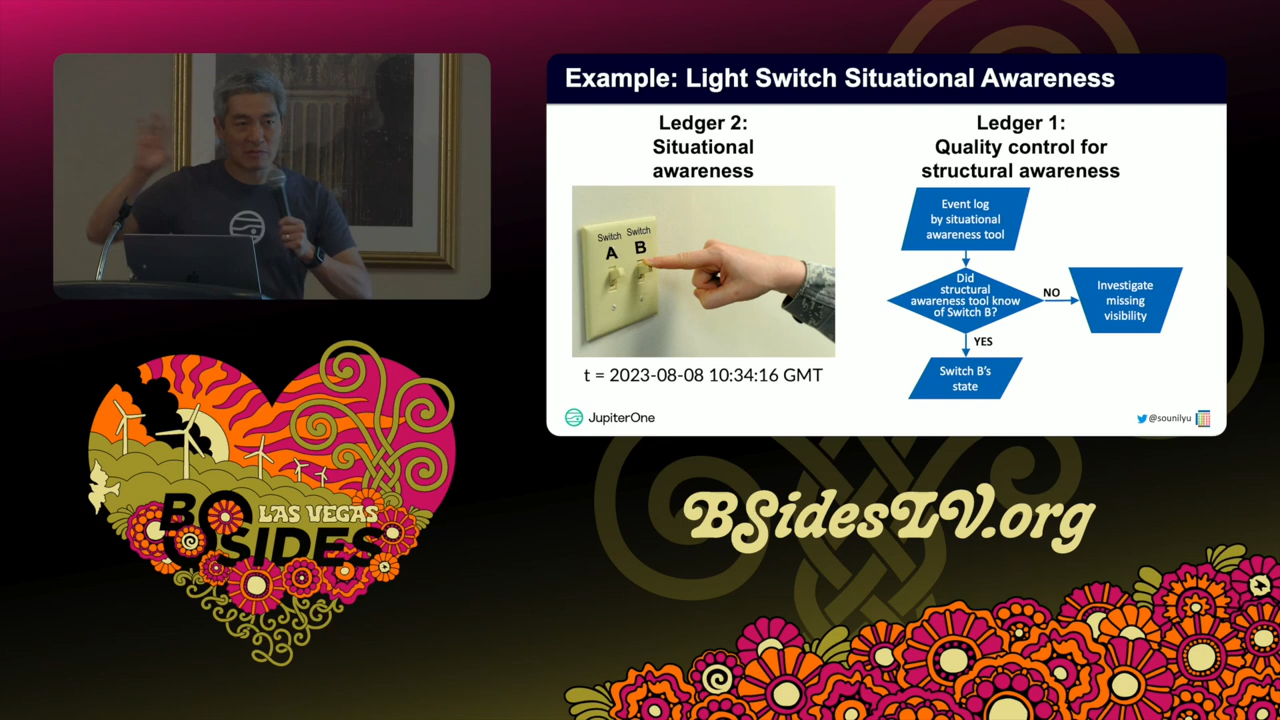 Example: Light Switch Situational Awareness
Ledger 2:
Situational
awareness
Switch Switch
A B
t = 2023-08-08 10:34:16 GMT
Ledger 1:
Quality control for
structural awareness
Event log
by situational
awareness tool
Did
structural
awareness tool know
of Switch B?
NO
Investigate
missing
visibility
YES
Switch B's
state
JupiterOne
@sounilyu
LAS VEGAS
BSIDES
BSidesLV.org